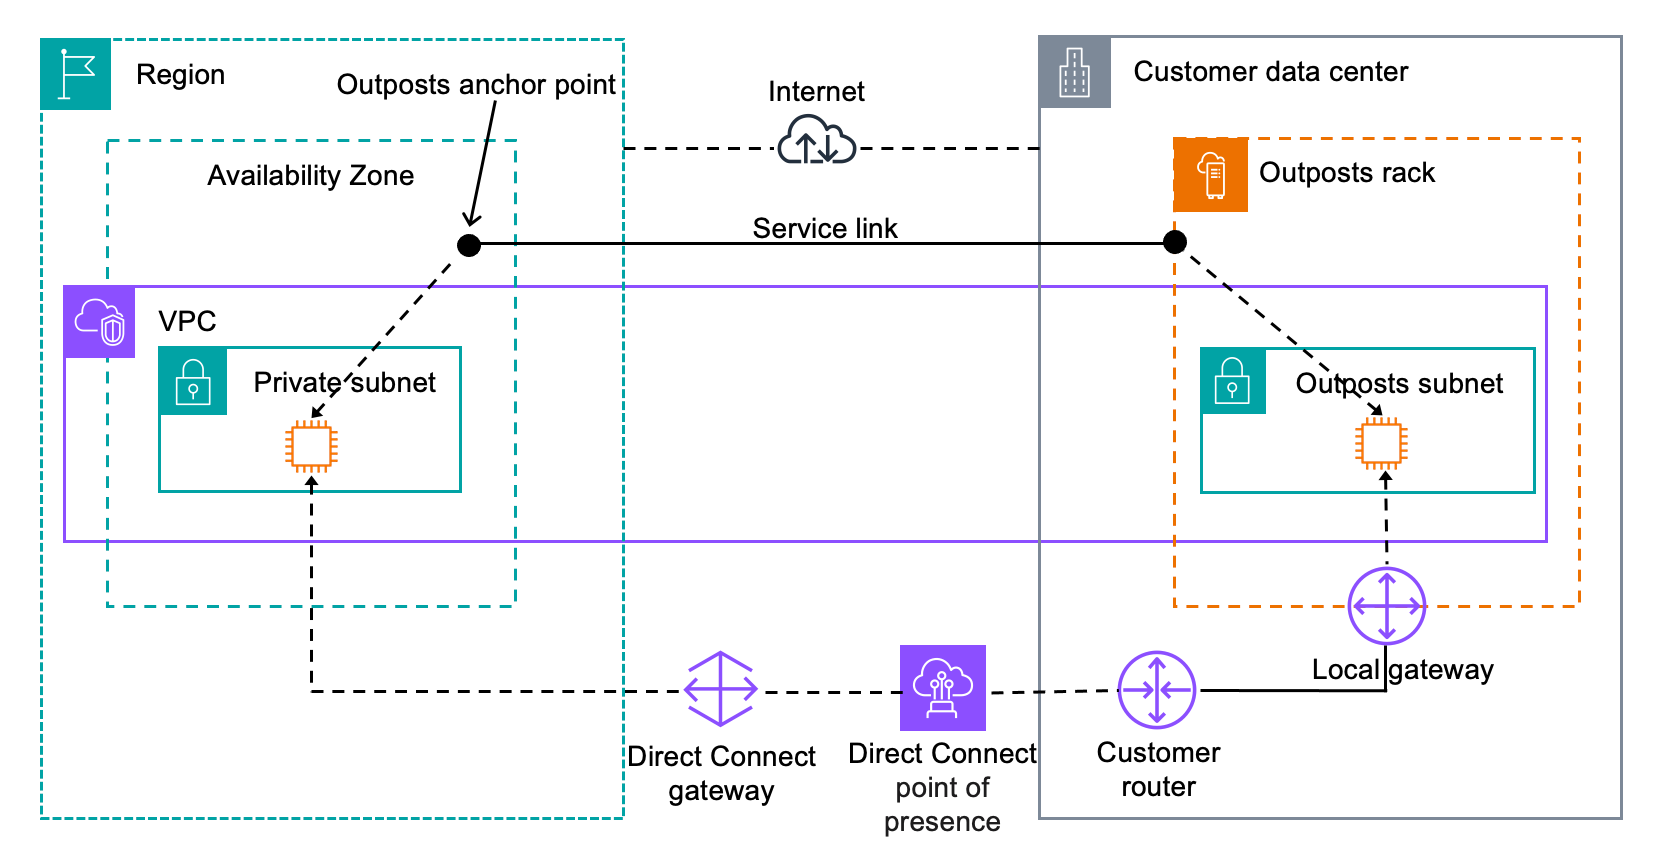 Region
Outposts anchor point
Availability Zone
Internet
Customer data center
Outposts rack
Service link
VPC
Private subnet
Outposts subnet
Local gateway
Direct Connect
gateway
Direct Connect
point of
presence
Customer
router